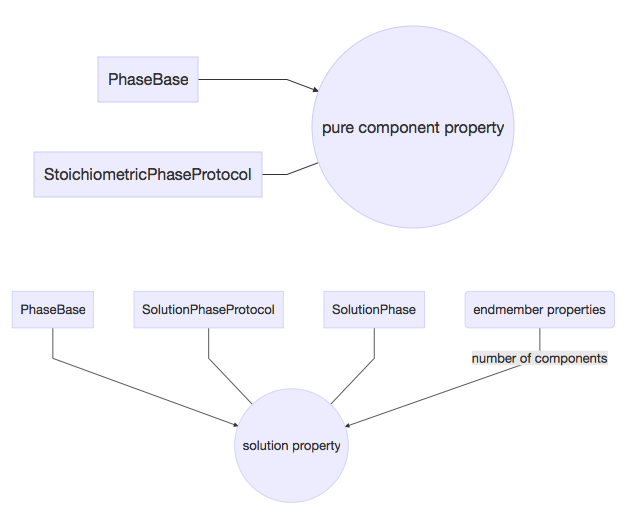 PhaseBase
pure component property
StoichiometricPhaseProtocol
PhaseBase
SolutionPhaseProtocol
SolutionPhase
endmember properties
number of components
solution property